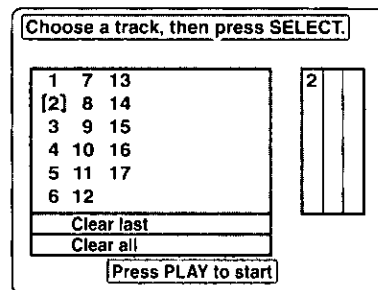 Choose a track, then press SELECT.
1 7 13 2
[2] 8 14
3 9 15
4 10 16
5 11 17
6 12
Clear last
Clear all
Press PLAY to start